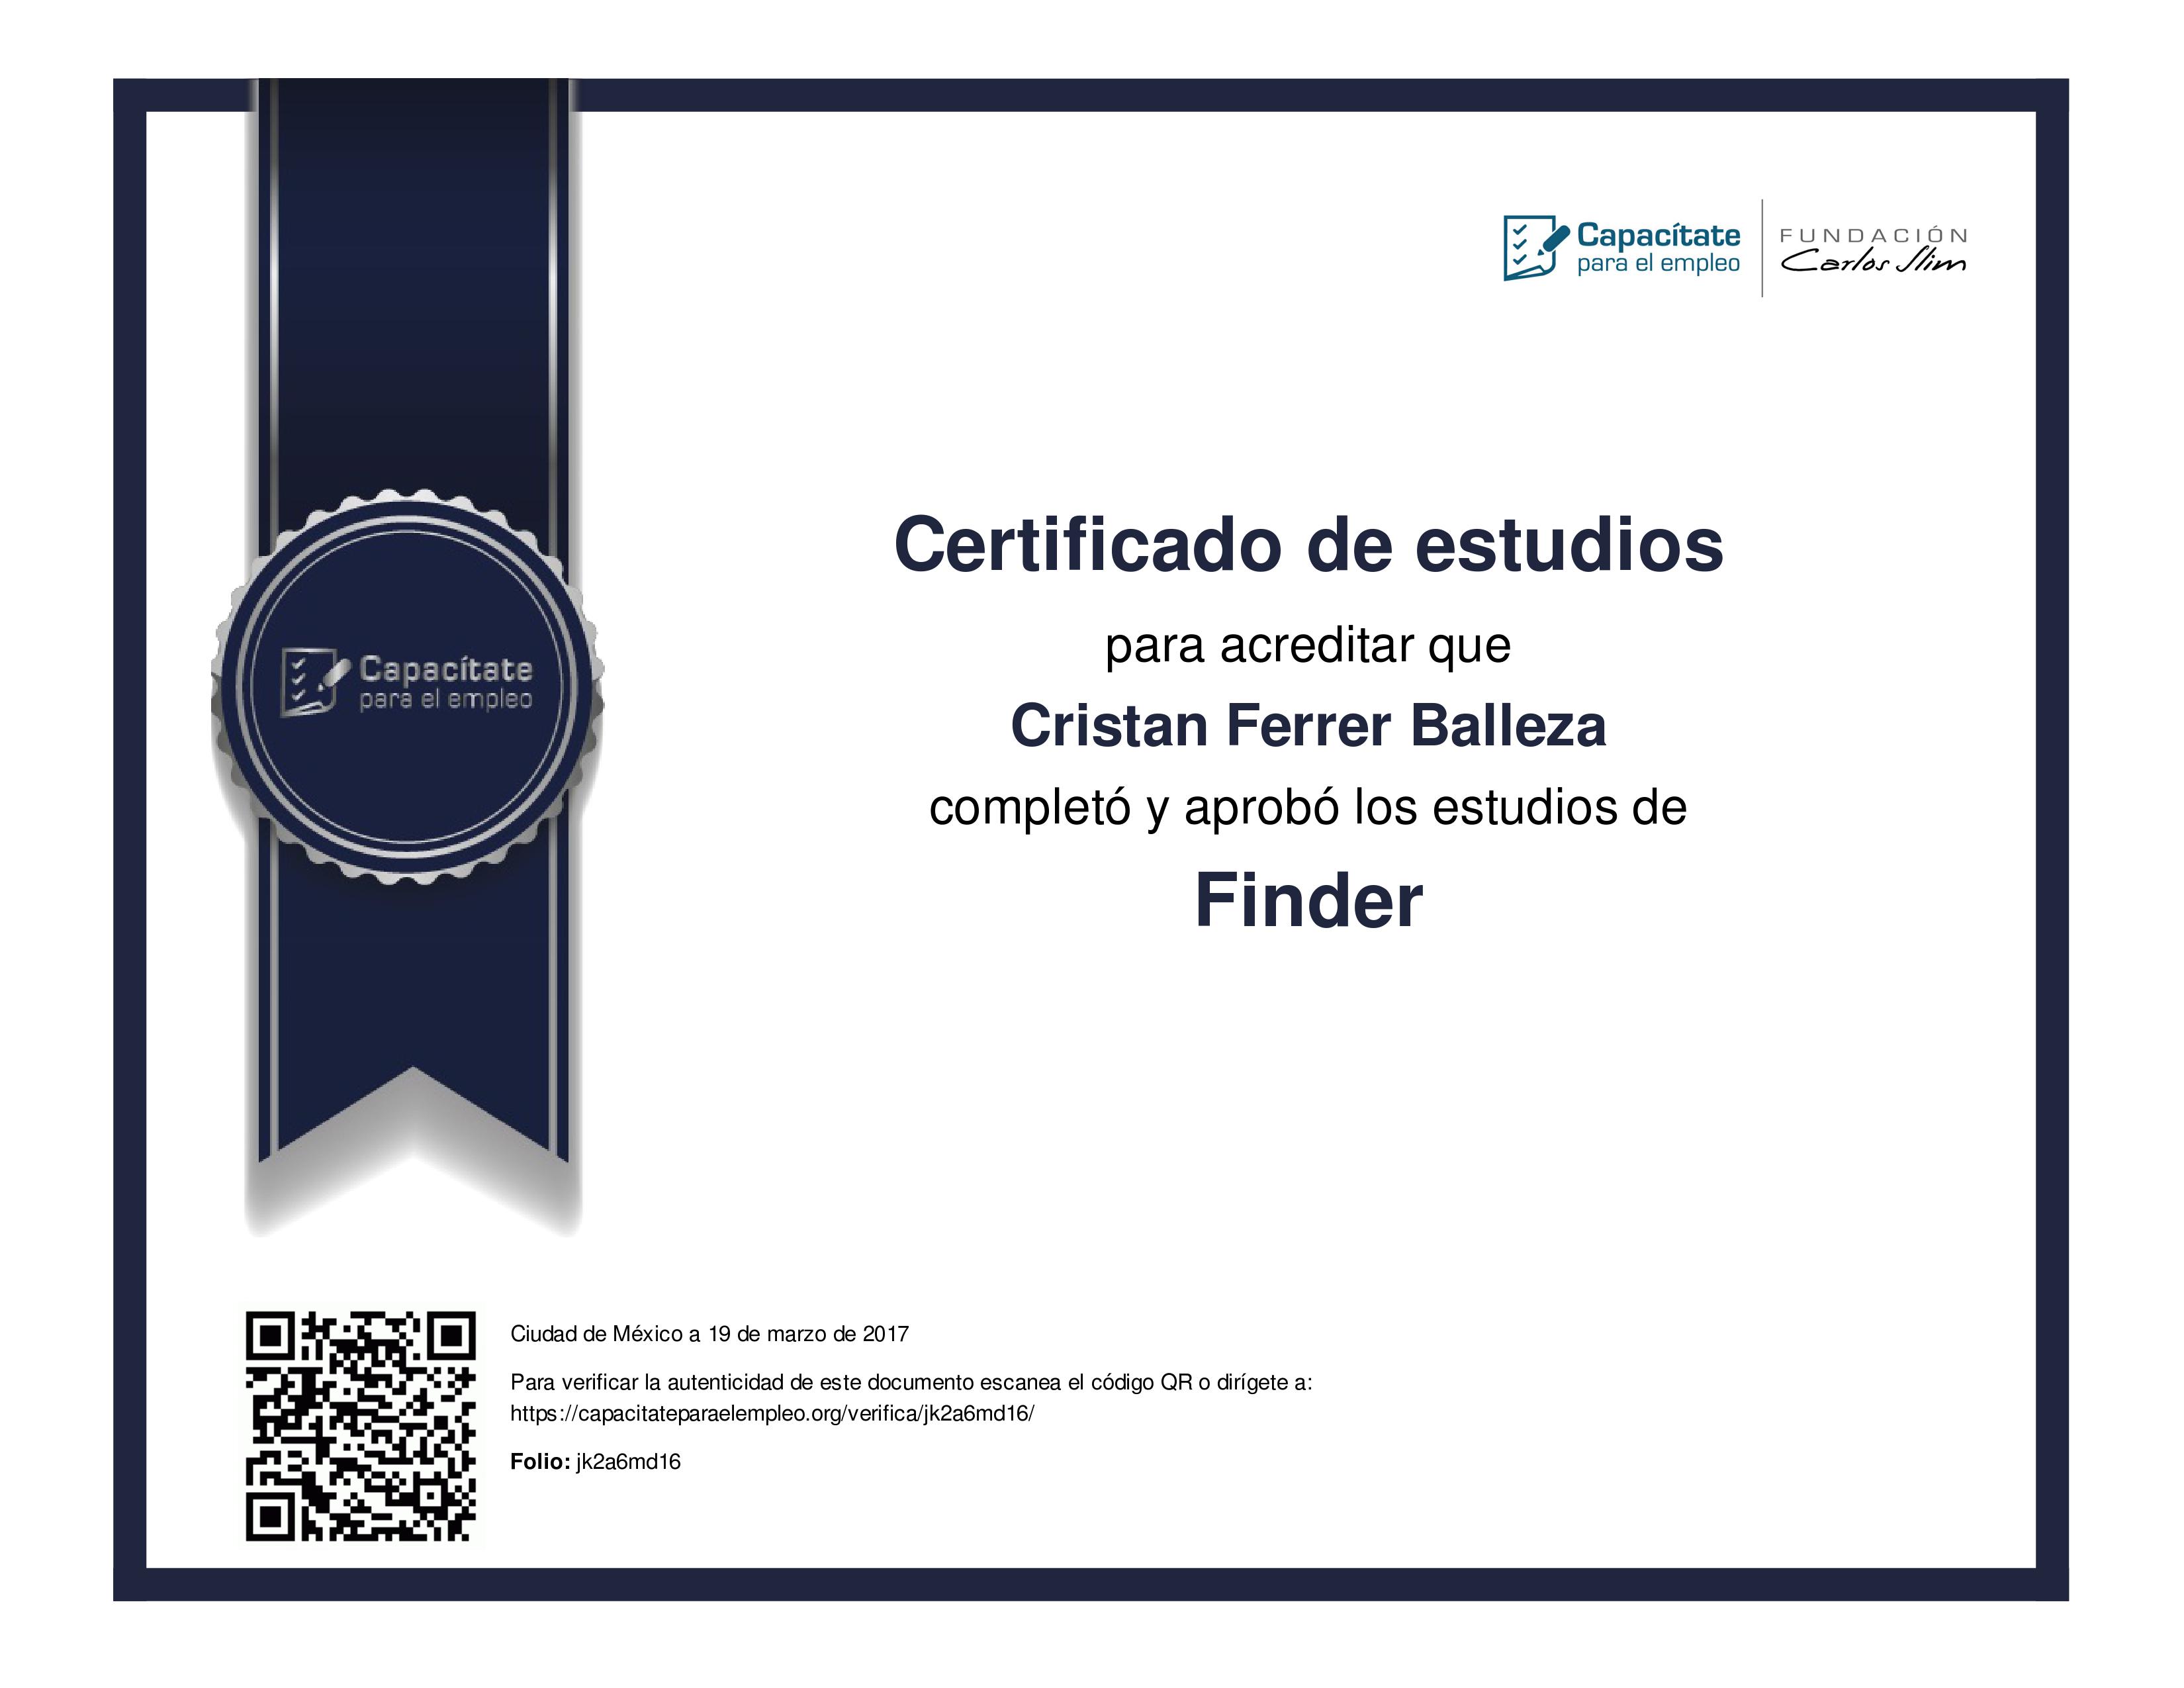 Capacítate
para el empleo
FUNDACIÓN
Carlos Slim
Certificado de estudios
para acreditar que
Cristan Ferrer Balleza
completó y aprobó los estudios de
Finder
Capacítate
para el empleo
Ciudad de México a 19 de marzo de 2017
Para verificar la autenticidad de este documento escanea el código QR o dirígete a:
https://capacitateparaelempleo.org/verifica/jk2a6md16/
Folio: jk2a6md16